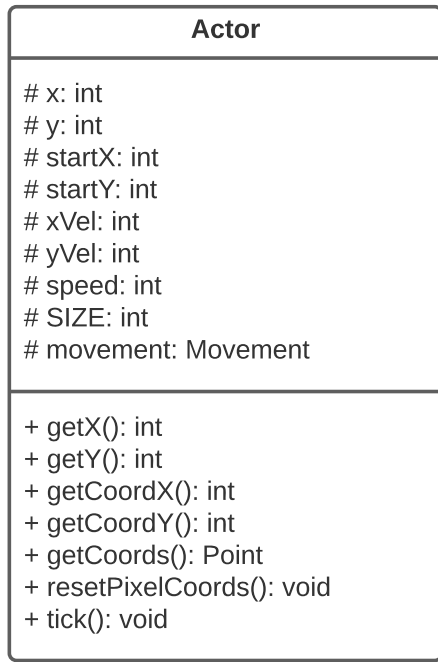 Actor
# x: int
# y: int
# startX: int
# startY: int
# xVel: int
# yVel: int
# speed: int
# SIZE: int
# movement: Movement
+ getX(): int
+ getY(): int
+ getCoordX(): int
+ getCoordY(): int
+ getCoords(): Point
+ resetPixelCoords(): void
+ tick(): void